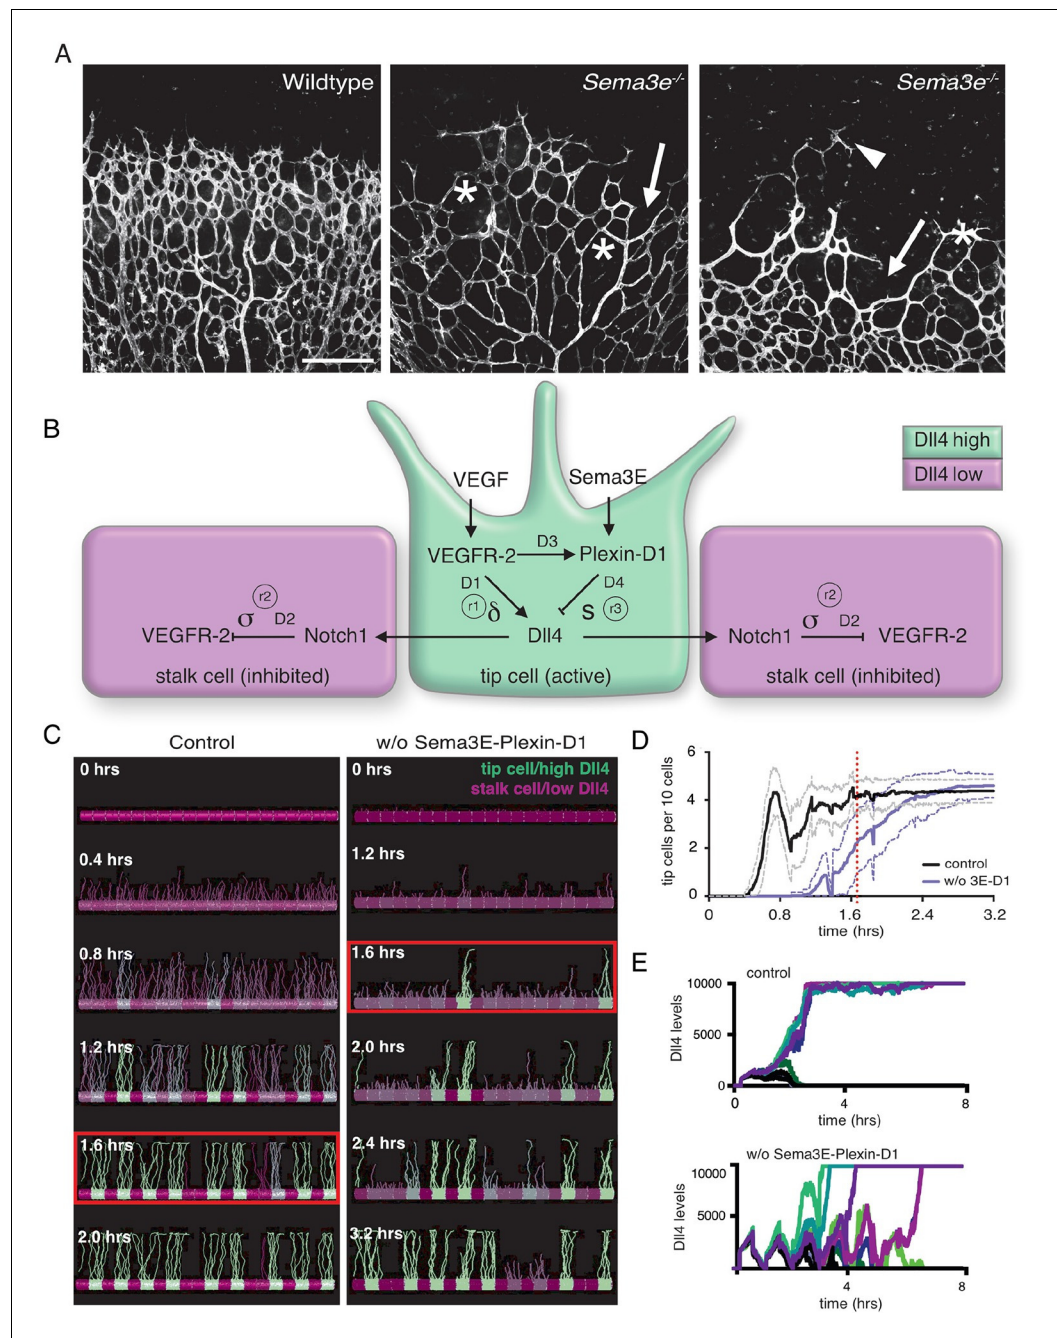 A
Wildtype
Sema3e-/-
Sema3e-/-
*
*
*
B
Dll4 high
Dll4 low
VEGF
Sema3E
VEGFR-2
D3
Plexin-D1
D1
D4
r1
δ
s
r3
Dll4
r2
σ
D2
VEGFR-2
Notch1
stalk cell (inhibited)
tip cell (active)
r2
σ
D2
Notch1
VEGFR-2
stalk cell (inhibited)
C
Control
0 hrs
0.4 hrs
0.8 hrs
1.2 hrs
1.6 hrs
2.0 hrs
w/o Sema3E-Plexin-D1
0 hrs
tip cell/high Dll4
stalk cell/low Dll4
1.2 hrs
1.6 hrs
2.0 hrs
2.4 hrs
3.2 hrs
D
tip cells per 10 cells
6
4
2
0
control
w/o 3E-D1
0 0.8 1.6 2.4 3.2
time (hrs)
E
control
Dll4 levels
10000
5000
0
0 4 8
time (hrs)
w/o Sema3E-Plexin-D1
Dll4 levels
10000
5000
4 8
time (hrs)